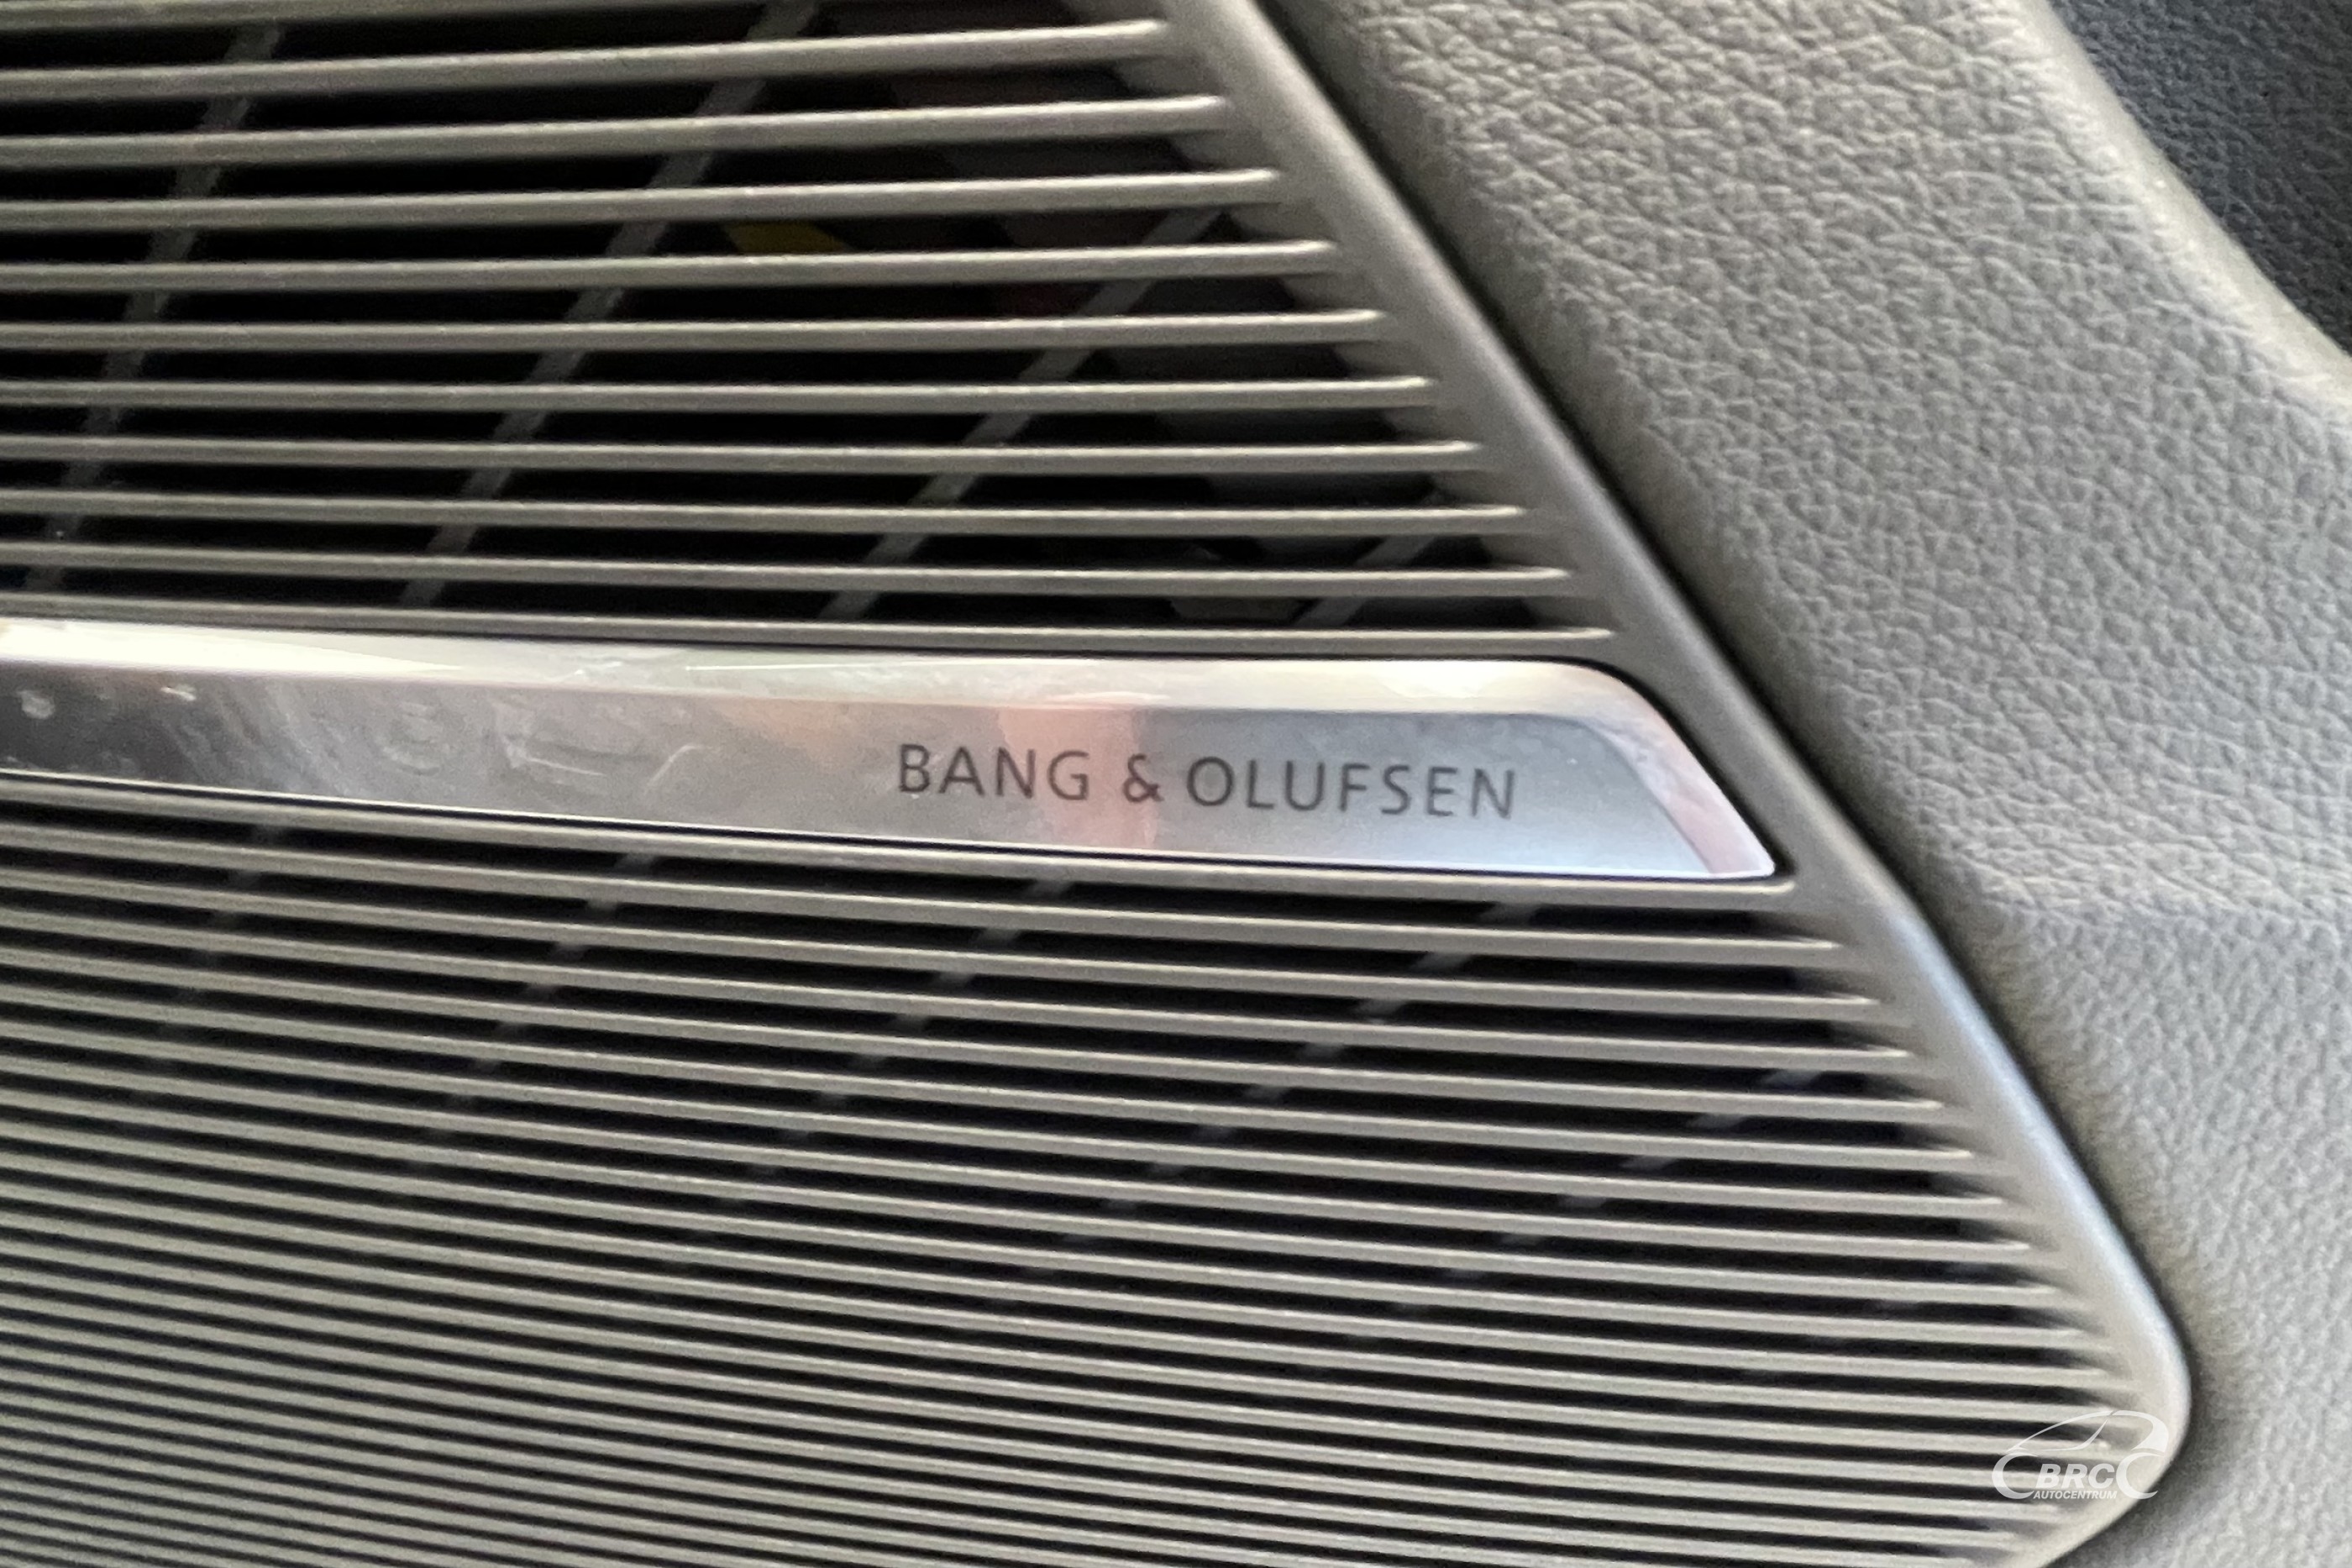 BANG & OLUFSEN
BRC
AUTOCENTRUM